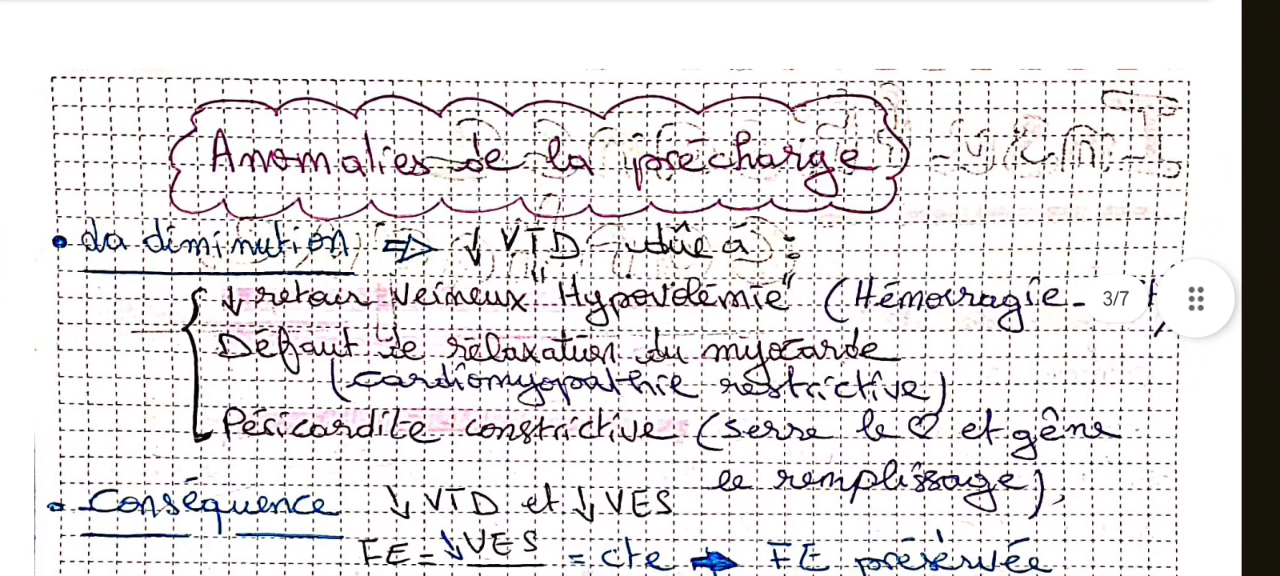 Anomalies de la précharge
• La diminution ⇒ ↓ VTD dûe à :
↓ retour veineux "Hypovolémie" (Hémorragie-
3/7
Défaut de rélaxation du myocarde
(cardiomyopathie restrictive)
Péricardite constrictive (serre le ♡ et gêne
le remplissage),
• Conséquence ↓ VTD et ↓ VES
FE = ↓ VES = cte ➡ FE préservée